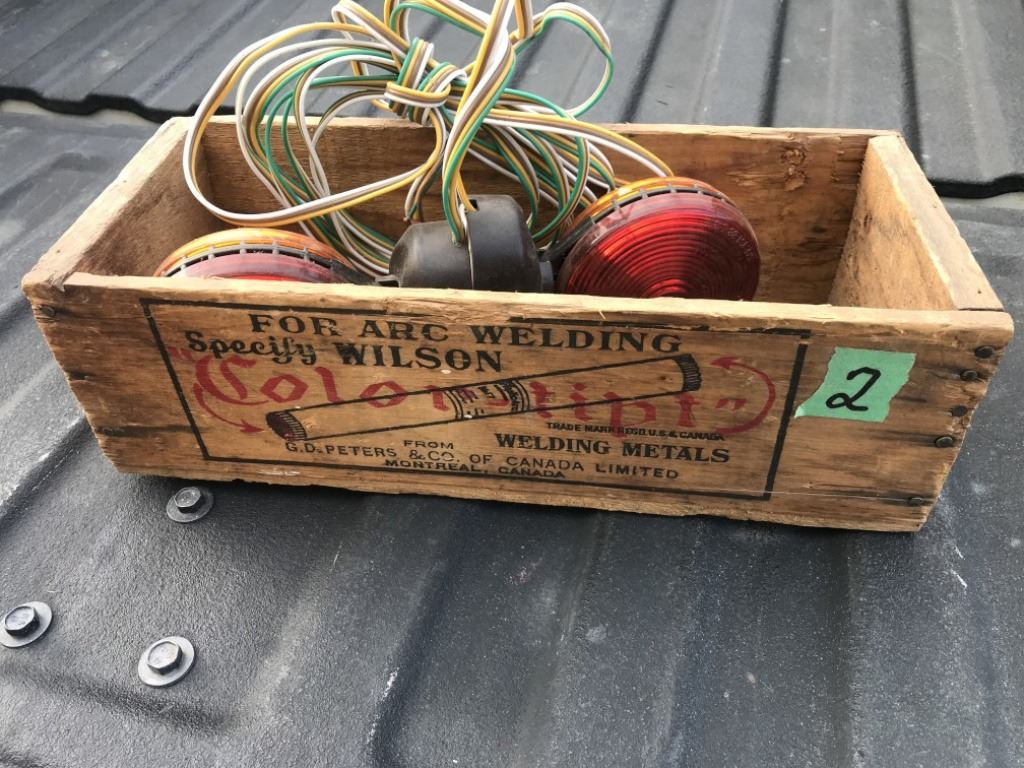 FOR ARC WELDING
Specify WILSON
"Color-tipt"
TRADE MARK REGD. U.S. & CANADA
WELDING METALS
FROM
G.D. PETERS & CO. OF CANADA LIMITED
MONTREAL, CANADA
2